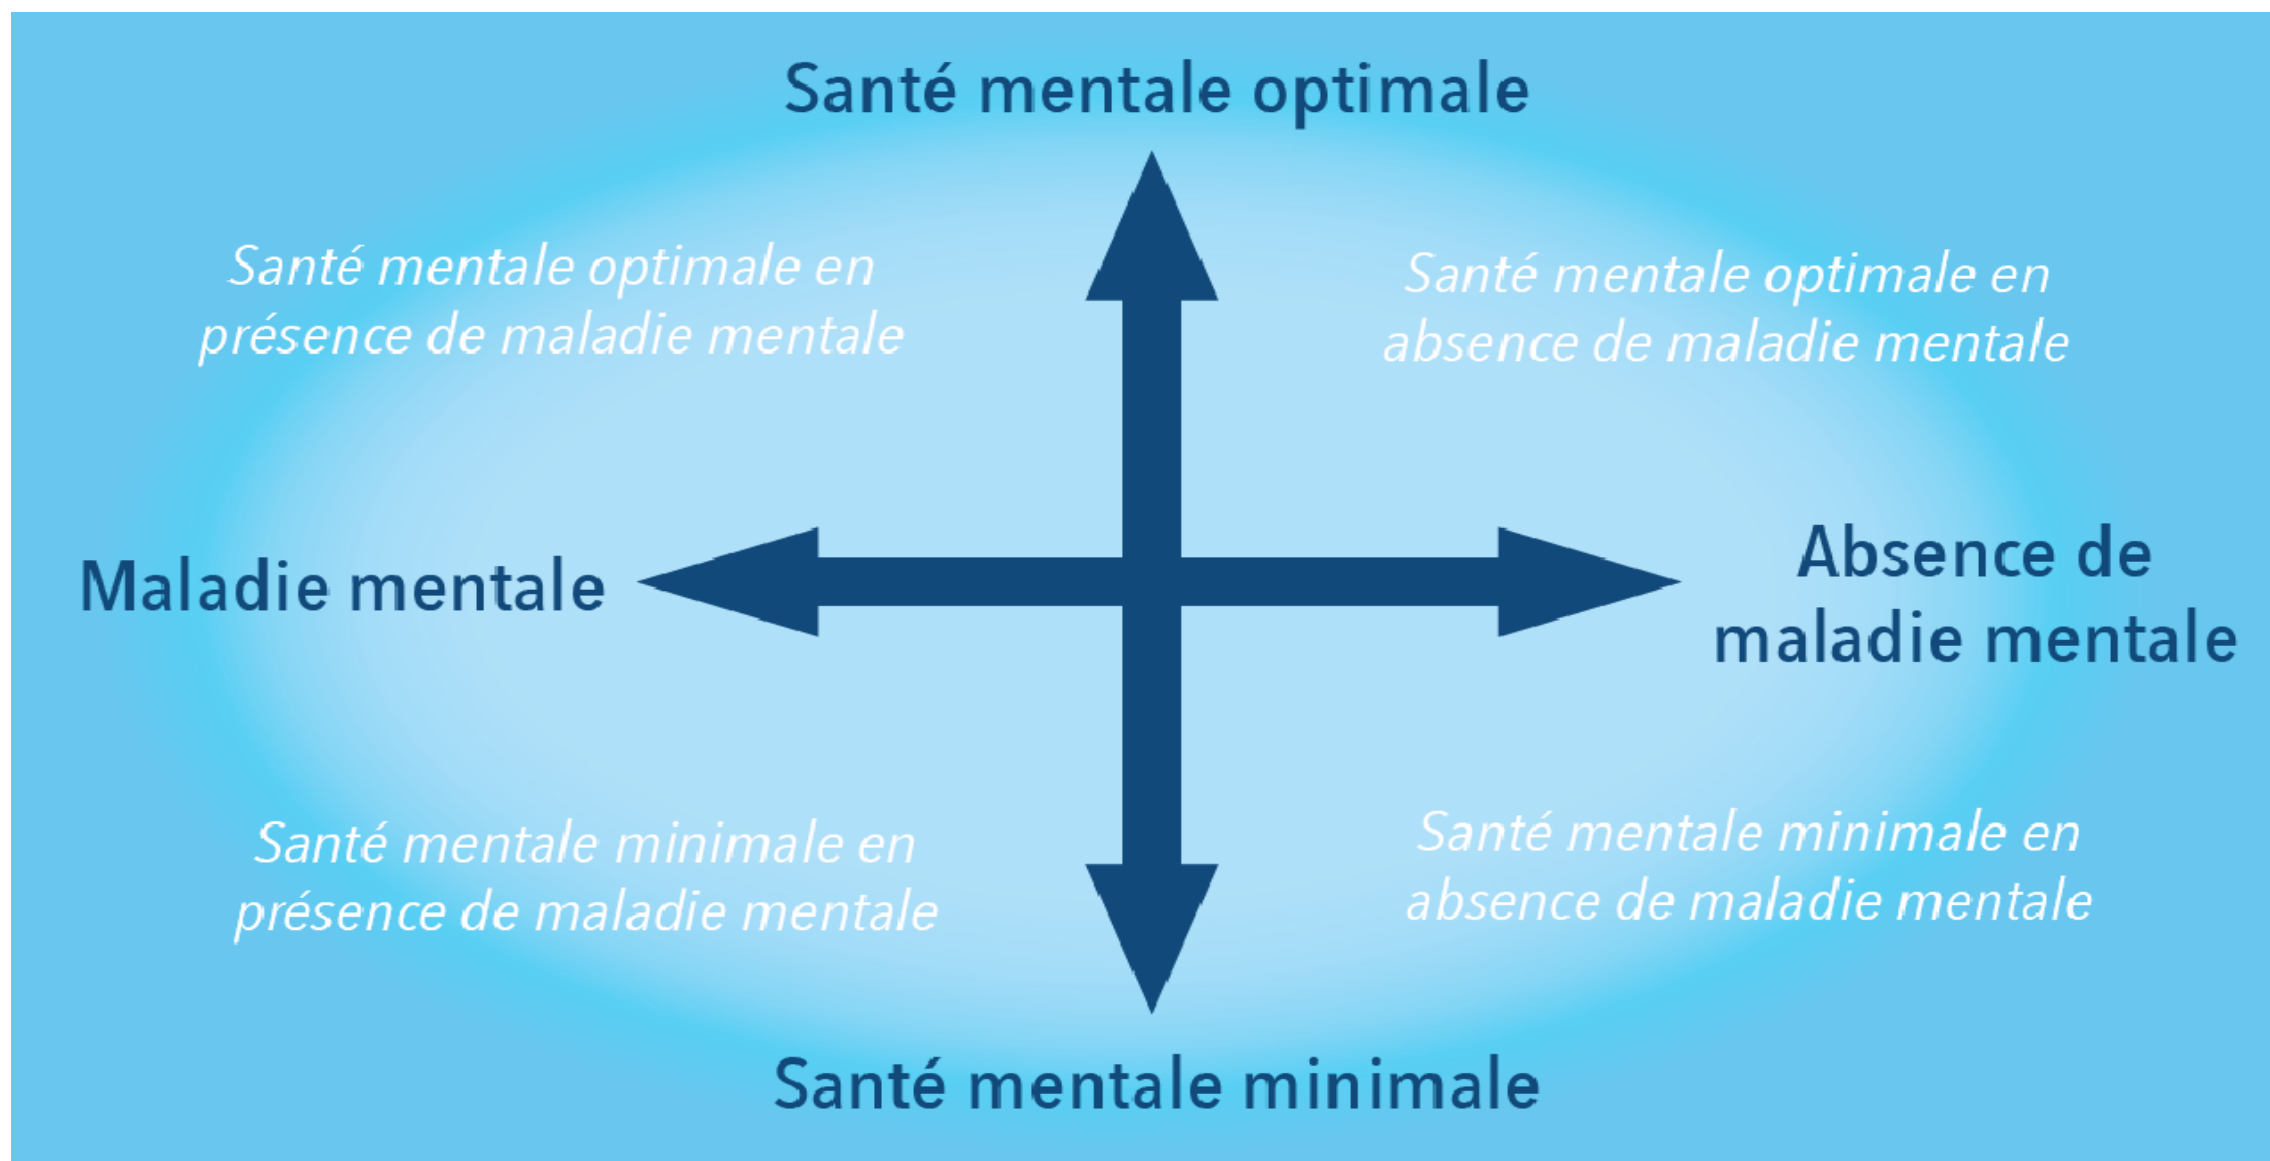 Santé mentale optimale
Santé mentale optimale en
présence de maladie mentale
Santé mentale optimale en
absence de maladie mentale
Maladie mentale
Absence de
maladie mentale
Santé mentale minimale en
présence de maladie mentale
Santé mentale minimale en
absence de maladie mentale
Santé mentale minimale